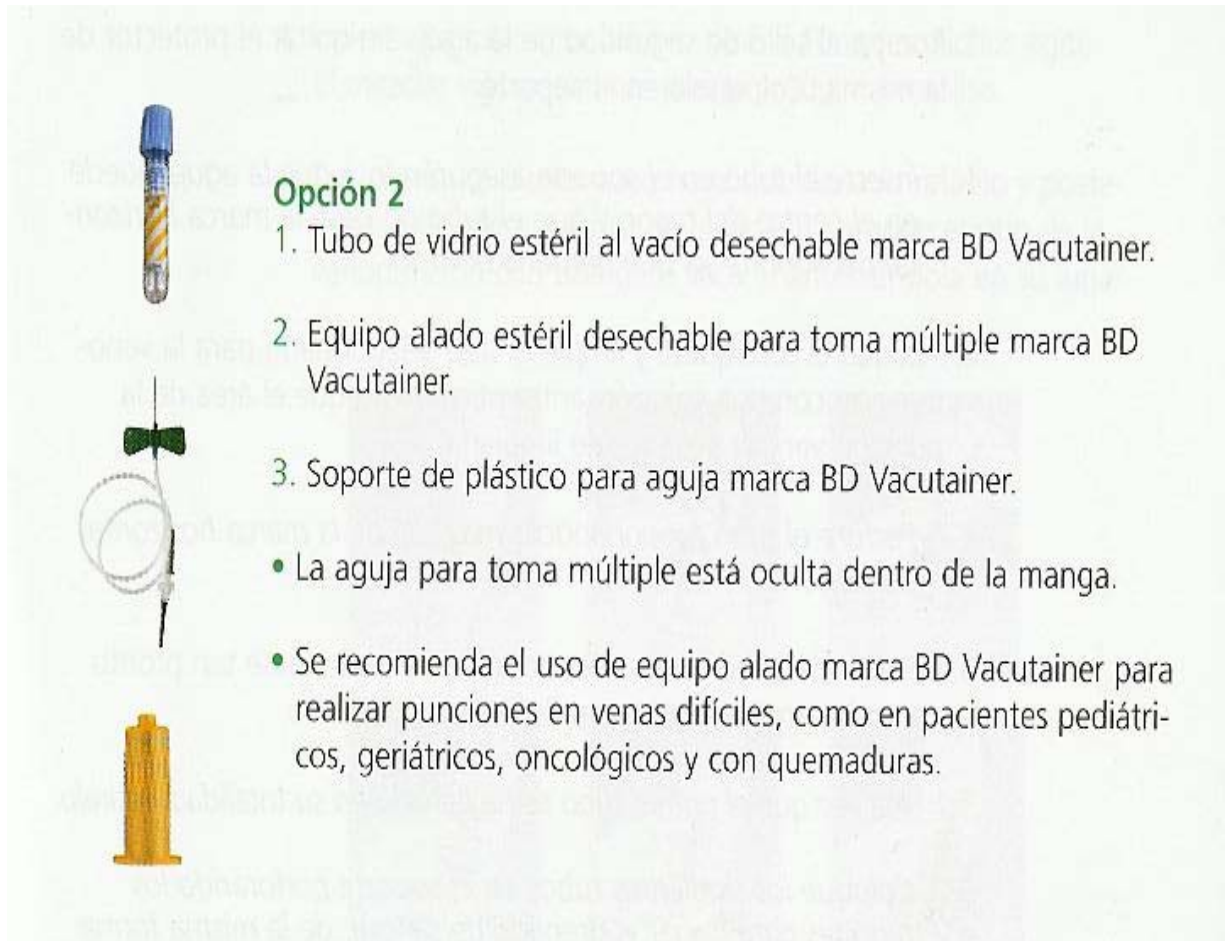 Opción 2
1. Tubo de vidrio estéril al vacío desechable marca BD Vacutainer.
2. Equipo alado estéril desechable para toma múltiple marca BD
Vacutainer.
3. Soporte de plástico para aguja marca BD Vacutainer.
• La aguja para toma múltiple está oculta dentro de la manga.
• Se recomienda el uso de equipo alado marca BD Vacutainer para
realizar punciones en venas difíciles, como en pacientes pediátri-
cos, geriátricos, oncológicos y con quemaduras.